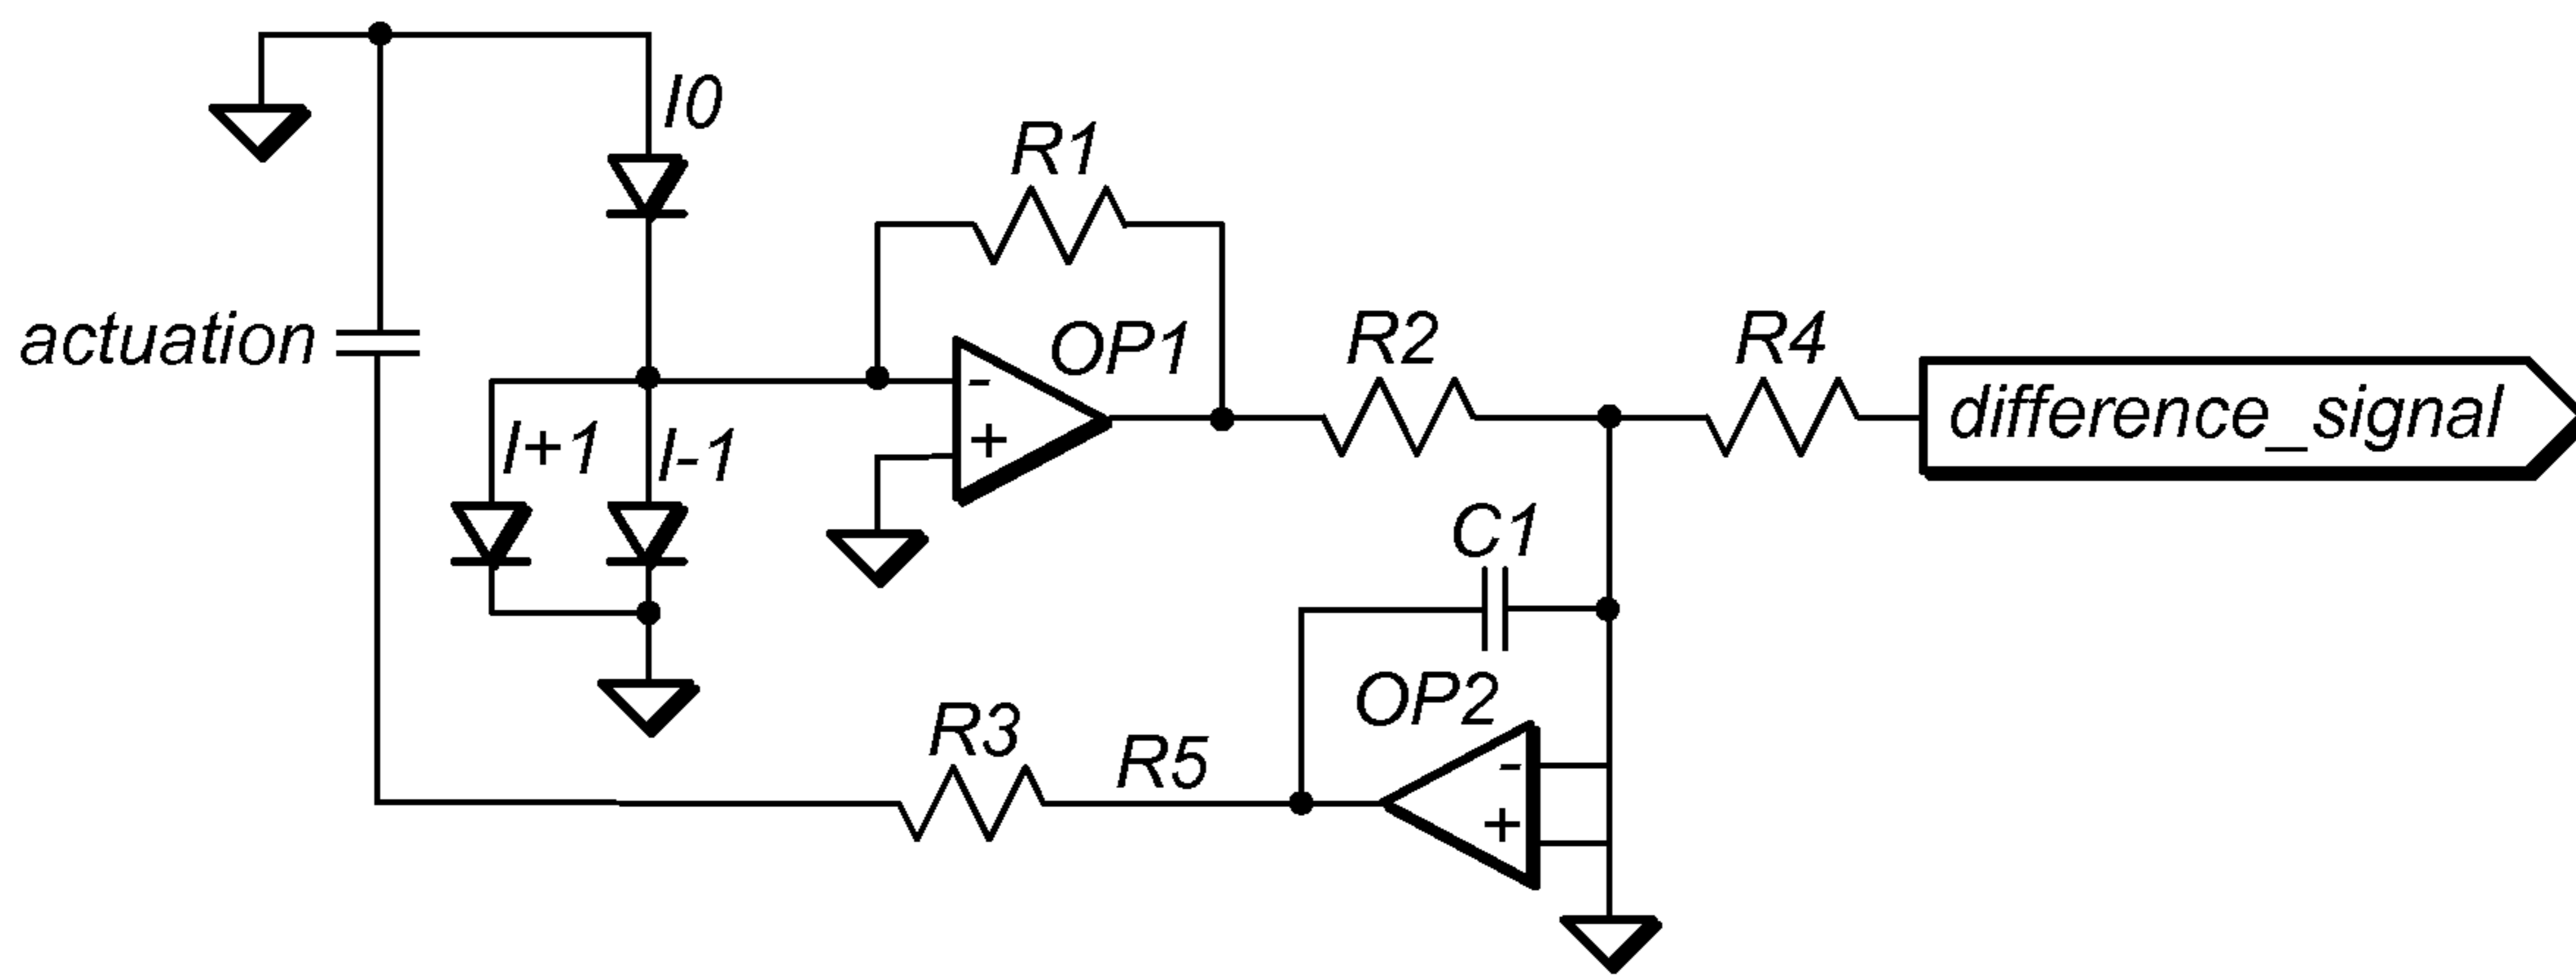 I0
R1
actuation
OP1
R2
R4
difference_signal
-
+
I+1
I-1
C1
OP2
R3
R5
-
+